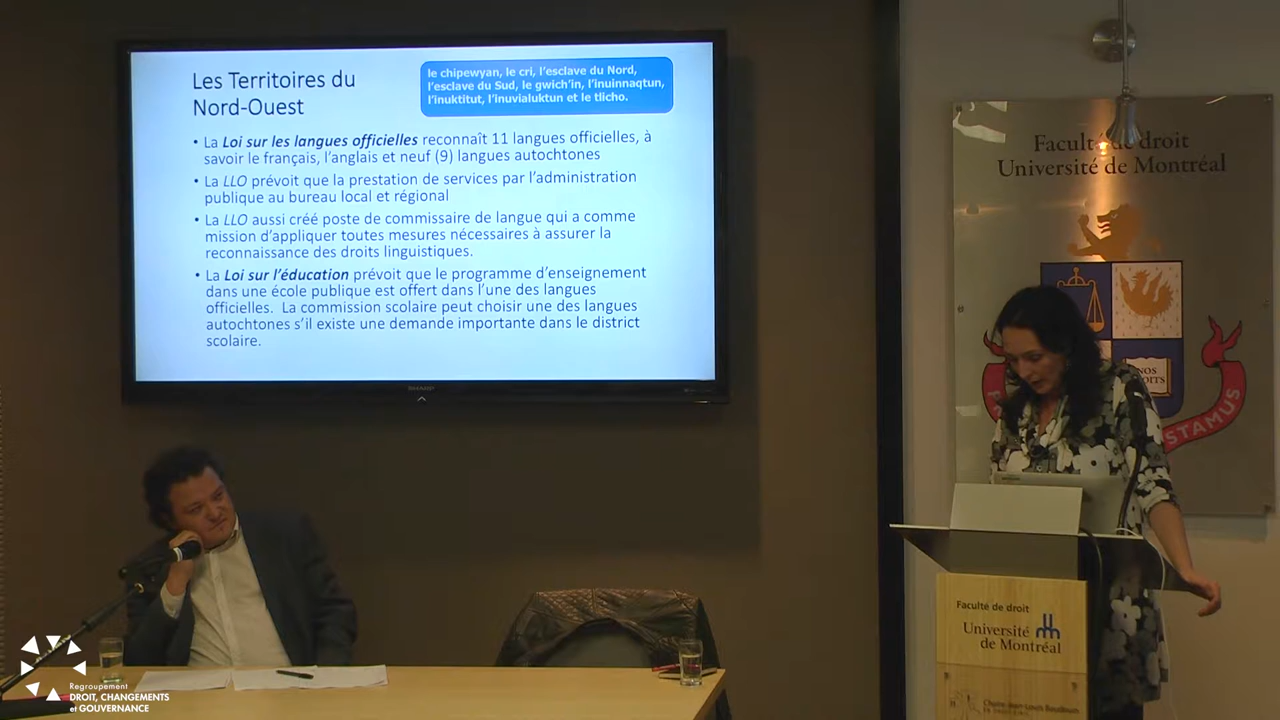 Les Territoires du
Nord-Ouest
le chipewyan, le cri, l'esclave du Nord,
l'esclave du Sud, le gwich'in, l'inuinnaqtun,
l'inuktitut, l'inuvialuktun et le tlicho.
• La Loi sur les langues officielles reconnaît 11 langues officielles, à
savoir le français, l'anglais et neuf (9) langues autochtones
• La LLO prévoit que la prestation de services par l'administration
publique au bureau local et régional
• La LLO aussi créé poste de commissaire de langue qui a comme
mission d'appliquer toutes mesures nécessaires à assurer la
reconnaissance des droits linguistiques.
• La Loi sur l'éducation prévoit que le programme d'enseignement
dans une école publique est offert dans l'une des langues
officielles. La commission scolaire peut choisir une des langues
autochtones s'il existe une demande importante dans le district
scolaire.
SHARP
Faculté de droit
Université de Montréal
NOS
STAMUS
Faculté de droit
Université
de Montréal
Chaire Jean-Louis Baudouin
Regroupement
DROIT, CHANGEMENTS
et GOUVERNANCE